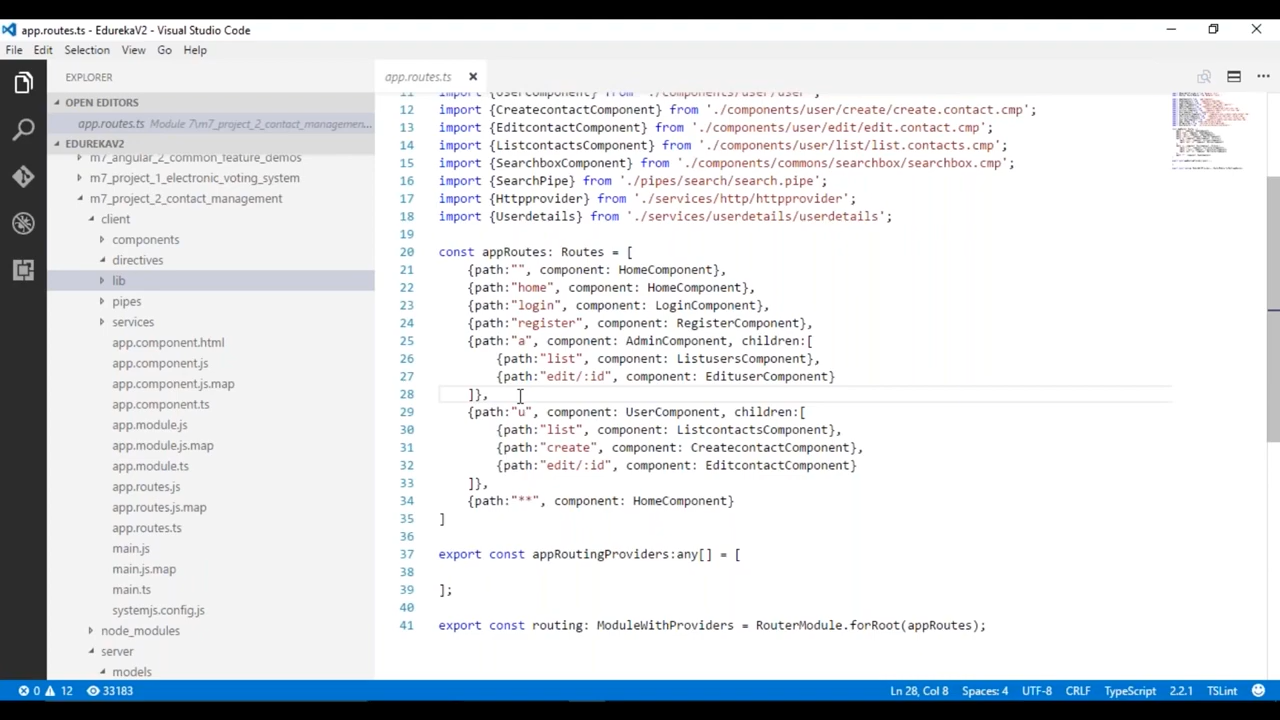 app.routes.ts - EdurekaV2 - Visual Studio Code
File Edit Selection View Go Help
EXPLORER
OPEN EDITORS
app.routes.ts Module 7\m7_project_2_contact_managemen...
EDUREKAV2
m7_angular_2_common_feature_demos
m7_project_1_electronic_voting_system
m7_project_2_contact_management
client
components
directives
lib
pipes
services
app.component.html
app.component.js
app.component.js.map
app.component.ts
app.module.js
app.module.js.map
app.module.ts
app.routes.js
app.routes.js.map
app.routes.ts
main.js
main.js.map
main.ts
systemjs.config.js
node_modules
server
models
app.routes.ts
11 import {UserComponent} from './components/user/user';
12 import {CreatecontactComponent} from './components/user/create/create.contact.cmp';
13 import {EditcontactComponent} from './components/user/edit/edit.contact.cmp';
14 import {ListcontactsComponent} from './components/user/list/list.contacts.cmp';
15 import {SearchboxComponent} from './components/commons/searchbox/searchbox.cmp';
16 import {SearchPipe} from './pipes/search/search.pipe';
17 import {Httpprovider} from './services/http/httpprovider';
18 import {Userdetails} from './services/userdetails/userdetails';
19
20 const appRoutes: Routes = [
21 {path:"", component: HomeComponent},
22 {path:"home", component: HomeComponent},
23 {path:"login", component: LoginComponent},
24 {path:"register", component: RegisterComponent},
25 {path:"a", component: AdminComponent, children:[
26 {path:"list", component: ListusersComponent},
27 {path:"edit/:id", component: EdituserComponent}
28 ]},
29 {path:"u", component: UserComponent, children:[
30 {path:"list", component: ListcontactsComponent},
31 {path:"create", component: CreatecontactComponent},
32 {path:"edit/:id", component: EditcontactComponent}
33 ]},
34 {path:"**", component: HomeComponent}
35 ]
36
37 export const appRoutingProviders:any[] = [
38
39 ];
40
41 export const routing: ModuleWithProviders = RouterModule.forRoot(appRoutes);
0 12 33183 Ln 28, Col 8 Spaces: 4 UTF-8 CRLF TypeScript 2.2.1 TSLint